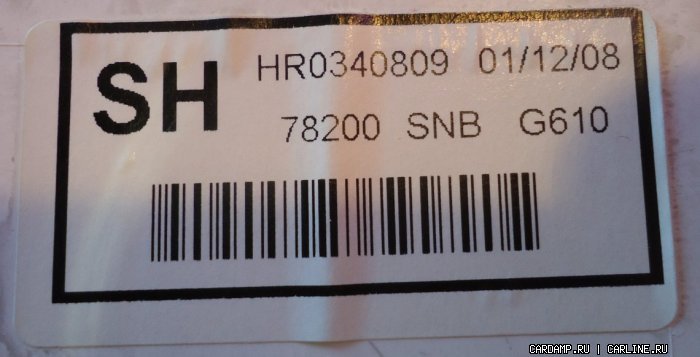 SH
HR0340809 01/12/08
78200 SNB G610
CARDAMP.RU | CARLINE.RU